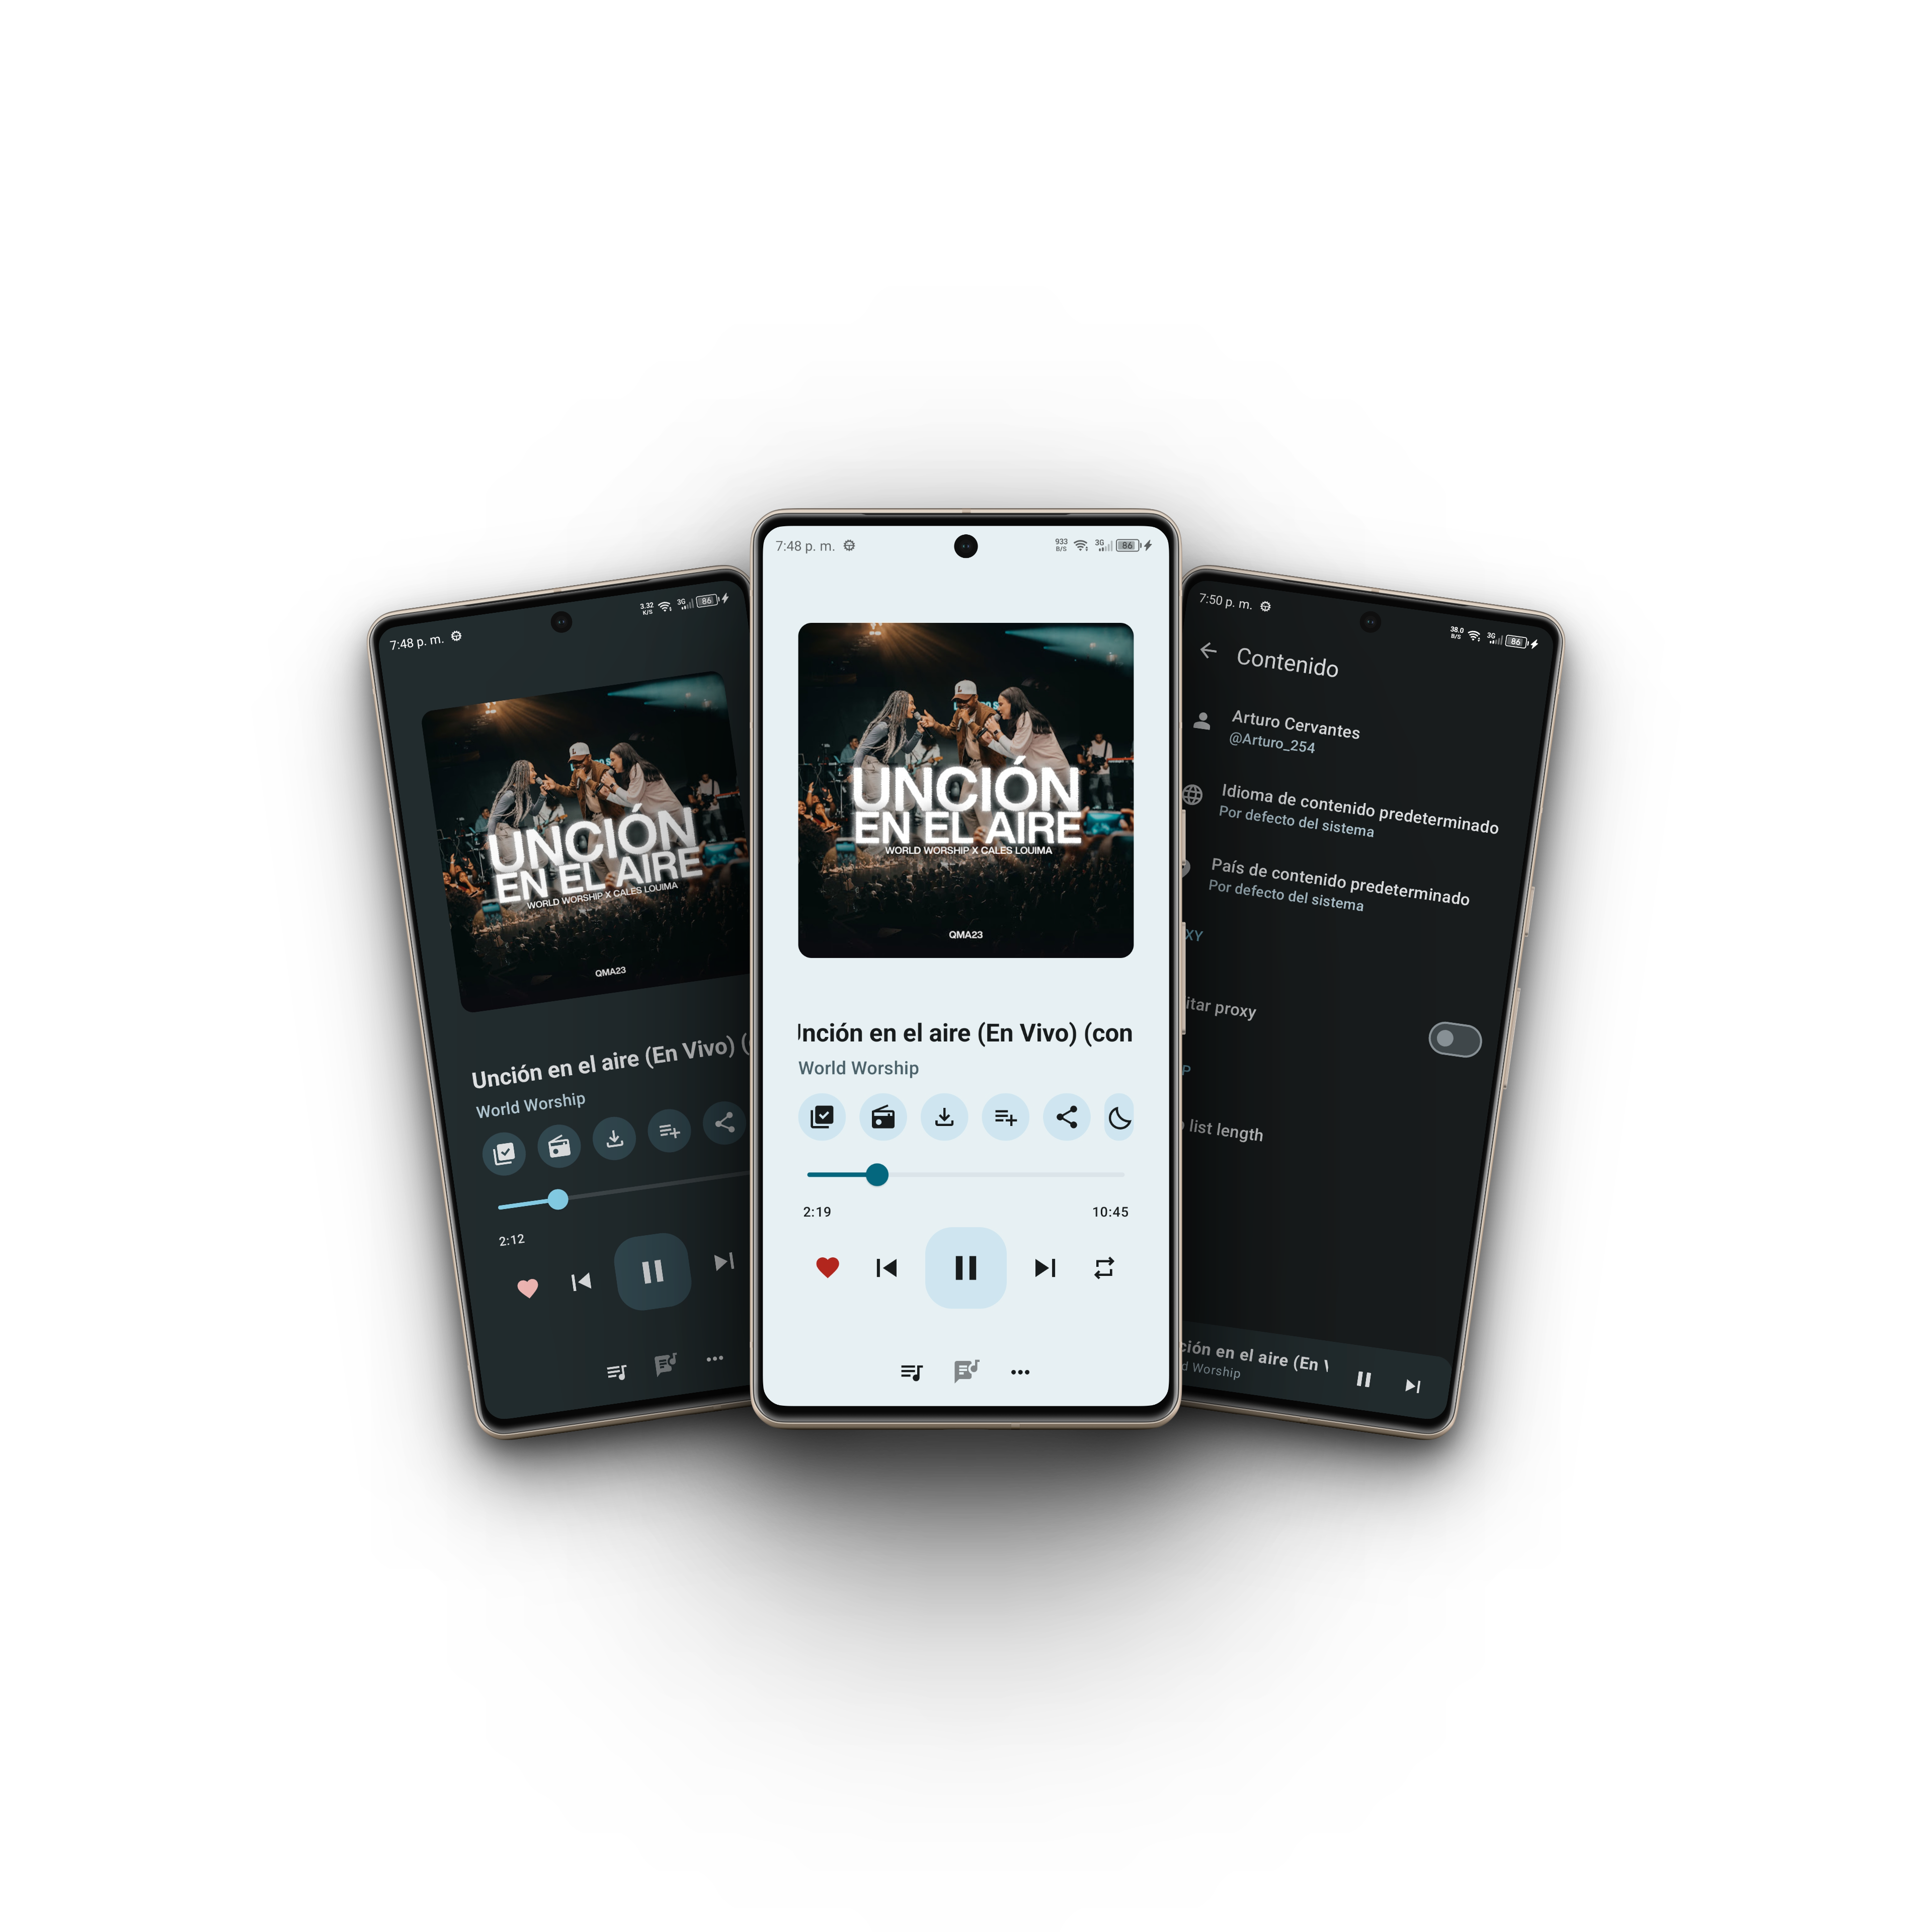 7:48 p. m.
3.32
K/S
3G
86
UNCIÓN
EN EL AIRE
WORLD WORSHIP X CALES LOUIMA
QMA23
Unción en el aire (En Vivo) (
World Worship
2:12
7:48 p. m.
933
B/S
3G
86
UNCIÓN
EN EL AIRE
WORLD WORSHIP X CALES LOUIMA
QMA23
Unción en el aire (En Vivo) (con
World Worship
2:19
10:45
7:50 p. m.
38.0
B/S
3G
86
Contenido
Arturo Cervantes
@Arturo_254
Idioma de contenido predeterminado
Por defecto del sistema
País de contenido predeterminado
Por defecto del sistema
XY
itar proxy
P
list length
ción en el aire (En
d Worship